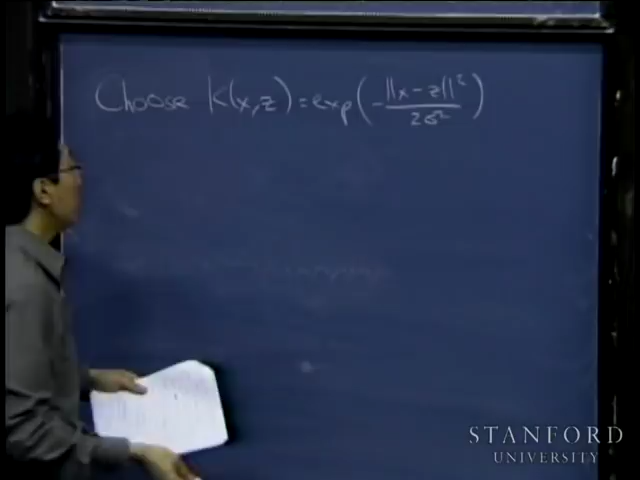 Choose K(x,z) = exp(-||x-z||²/2σ²)
STANFORD
UNIVERSITY